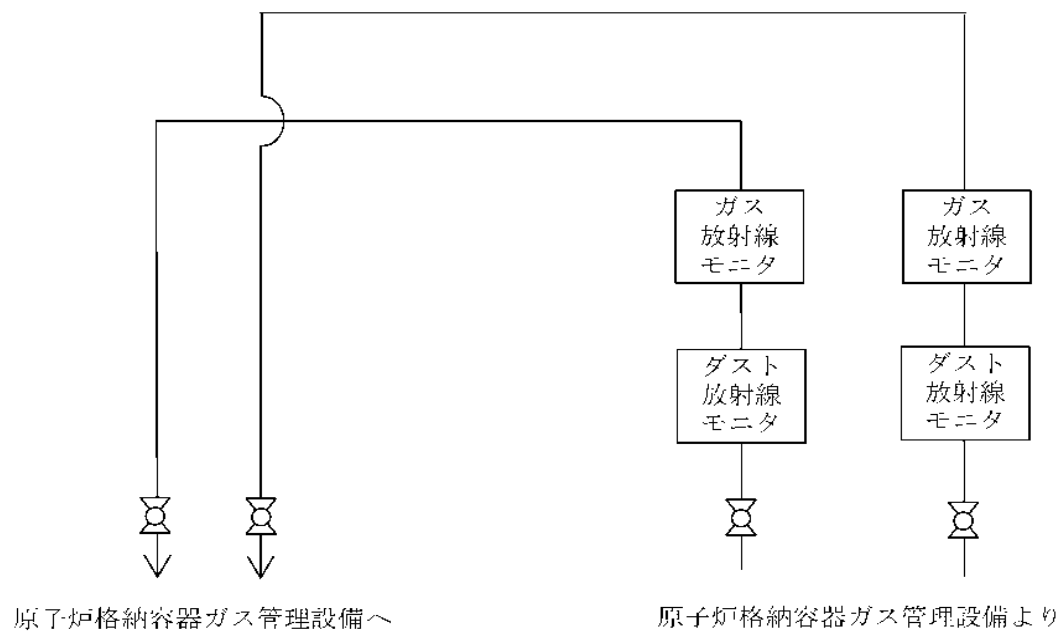 ガス
放射線
モニタ
ガス
放射線
モニタ
ダスト
放射線
モニタ
ダスト
放射線
モニタ
原子炉格納容器ガス管理設備へ
原子炉格納容器ガス管理設備より